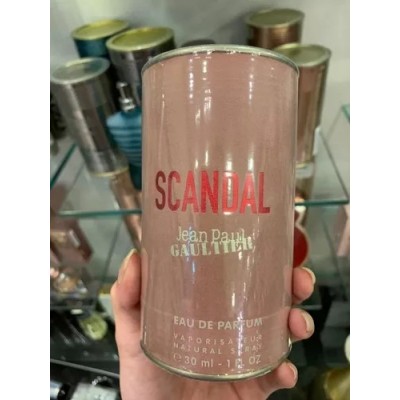 SCANDAL
Jean Paul
GAULTIER
EAU DE PARFUM
VAPORISATEUR
NATURAL SPRAY
℮30 ml - 1 fl. OZ